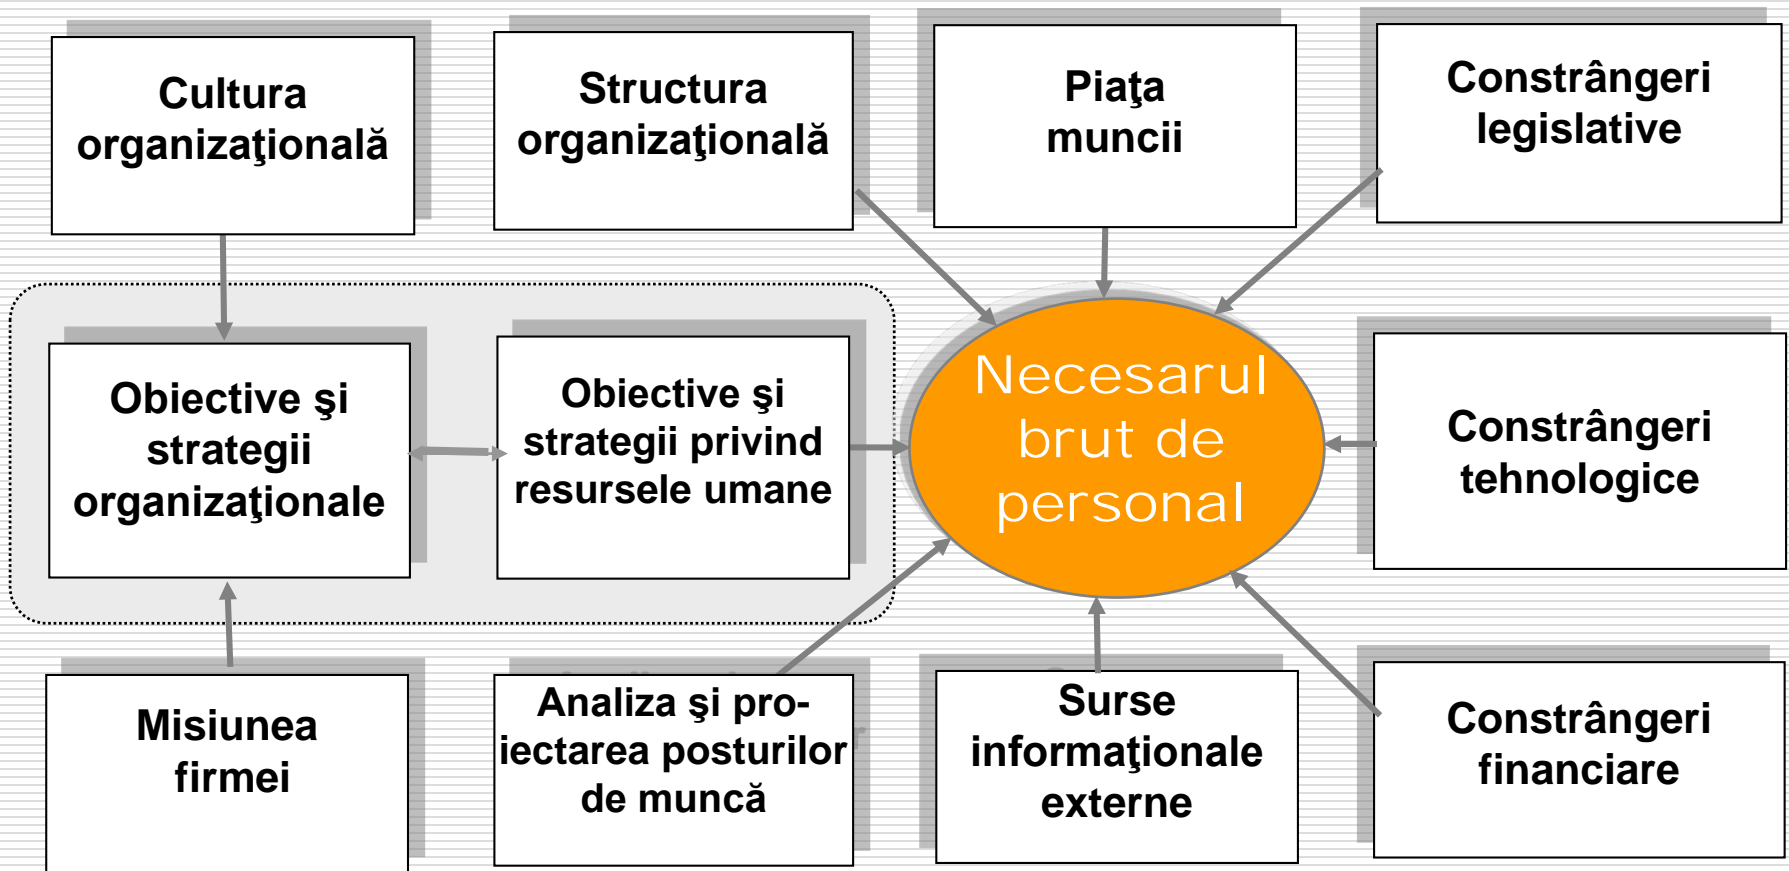 Cultura
organizaţională
Structura
organizaţională
Piaţa
muncii
Constrângeri
legislative
Obiective şi
strategii
organizaţionale
Obiective şi
strategii privind
resursele umane
Necesarul
brut de
personal
Constrângeri
tehnologice
Misiunea
firmei
Analiza şi pro-
iectarea posturilor
de muncă
Surse
informaţionale
externe
Constrângeri
financiare